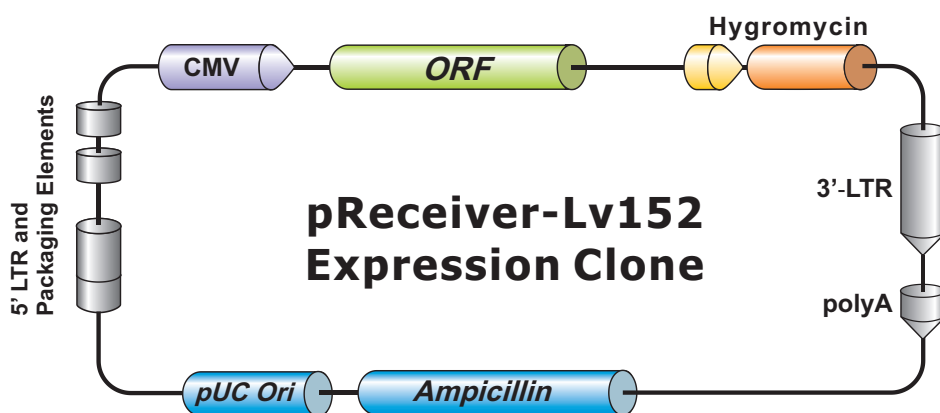 Hygromycin
CMV
ORF
5' LTR and
Packaging Elements
3'-LTR
pReceiver-Lv152
Expression Clone
polyA
pUC Ori
Ampicillin